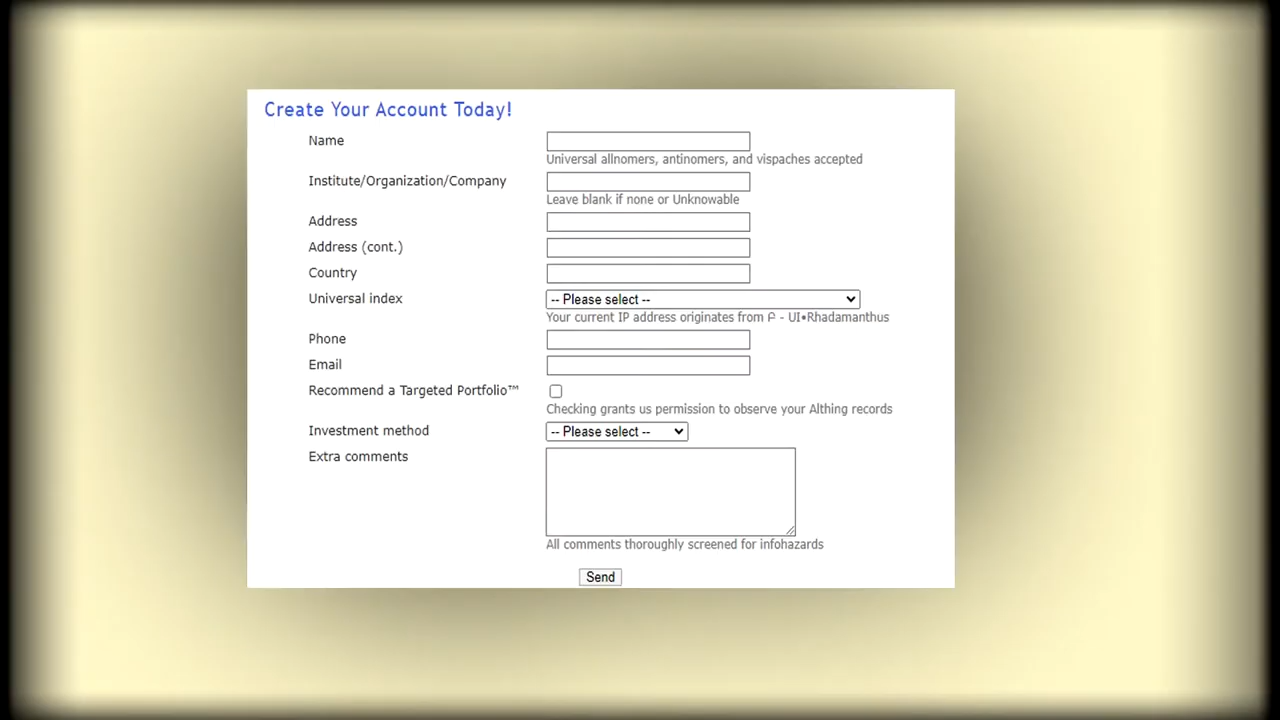 Create Your Account Today!
Name
Universal allnomers, antinomers, and vispaches accepted
Institute/Organization/Company
Leave blank if none or Unknowable
Address
Address (cont.)
Country
Universal index
-- Please select --
Your current IP address originates from Ք - UI•Rhadamanthus
Phone
Email
Recommend a Targeted Portfolio™
Checking grants us permission to observe your Althing records
Investment method
-- Please select --
Extra comments
All comments thoroughly screened for infohazards
Send